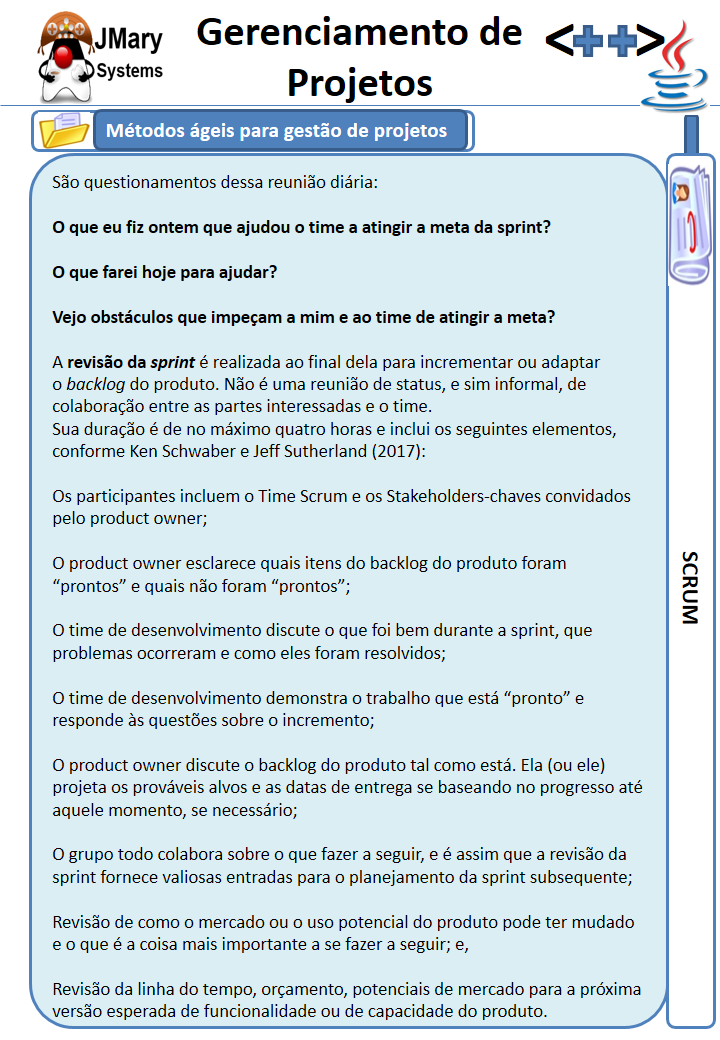 JMary
Systems
Gerenciamento de
Projetos
<++>
Métodos ágeis para gestão de projetos
São questionamentos dessa reunião diária:
O que eu fiz ontem que ajudou o time a atingir a meta da sprint?
O que farei hoje para ajudar?
Vejo obstáculos que impeçam a mim e ao time de atingir a meta?
A revisão da sprint é realizada ao final dela para incrementar ou adaptar
o backlog do produto. Não é uma reunião de status, e sim informal, de
colaboração entre as partes interessadas e o time.
Sua duração é de no máximo quatro horas e inclui os seguintes elementos,
conforme Ken Schwaber e Jeff Sutherland (2017):
Os participantes incluem o Time Scrum e os Stakeholders-chaves convidados
pelo product owner;
O product owner esclarece quais itens do backlog do produto foram
“prontos” e quais não foram “prontos”;
O time de desenvolvimento discute o que foi bem durante a sprint, que
problemas ocorreram e como eles foram resolvidos;
O time de desenvolvimento demonstra o trabalho que está “pronto” e
responde às questões sobre o incremento;
O product owner discute o backlog do produto tal como está. Ela (ou ele)
projeta os prováveis alvos e as datas de entrega se baseando no progresso até
aquele momento, se necessário;
O grupo todo colabora sobre o que fazer a seguir, e é assim que a revisão da
sprint fornece valiosas entradas para o planejamento da sprint subsequente;
Revisão de como o mercado ou o uso potencial do produto pode ter mudado
e o que é a coisa mais importante a se fazer a seguir; e,
Revisão da linha do tempo, orçamento, potenciais de mercado para a próxima
versão esperada de funcionalidade ou de capacidade do produto.
SCRUM